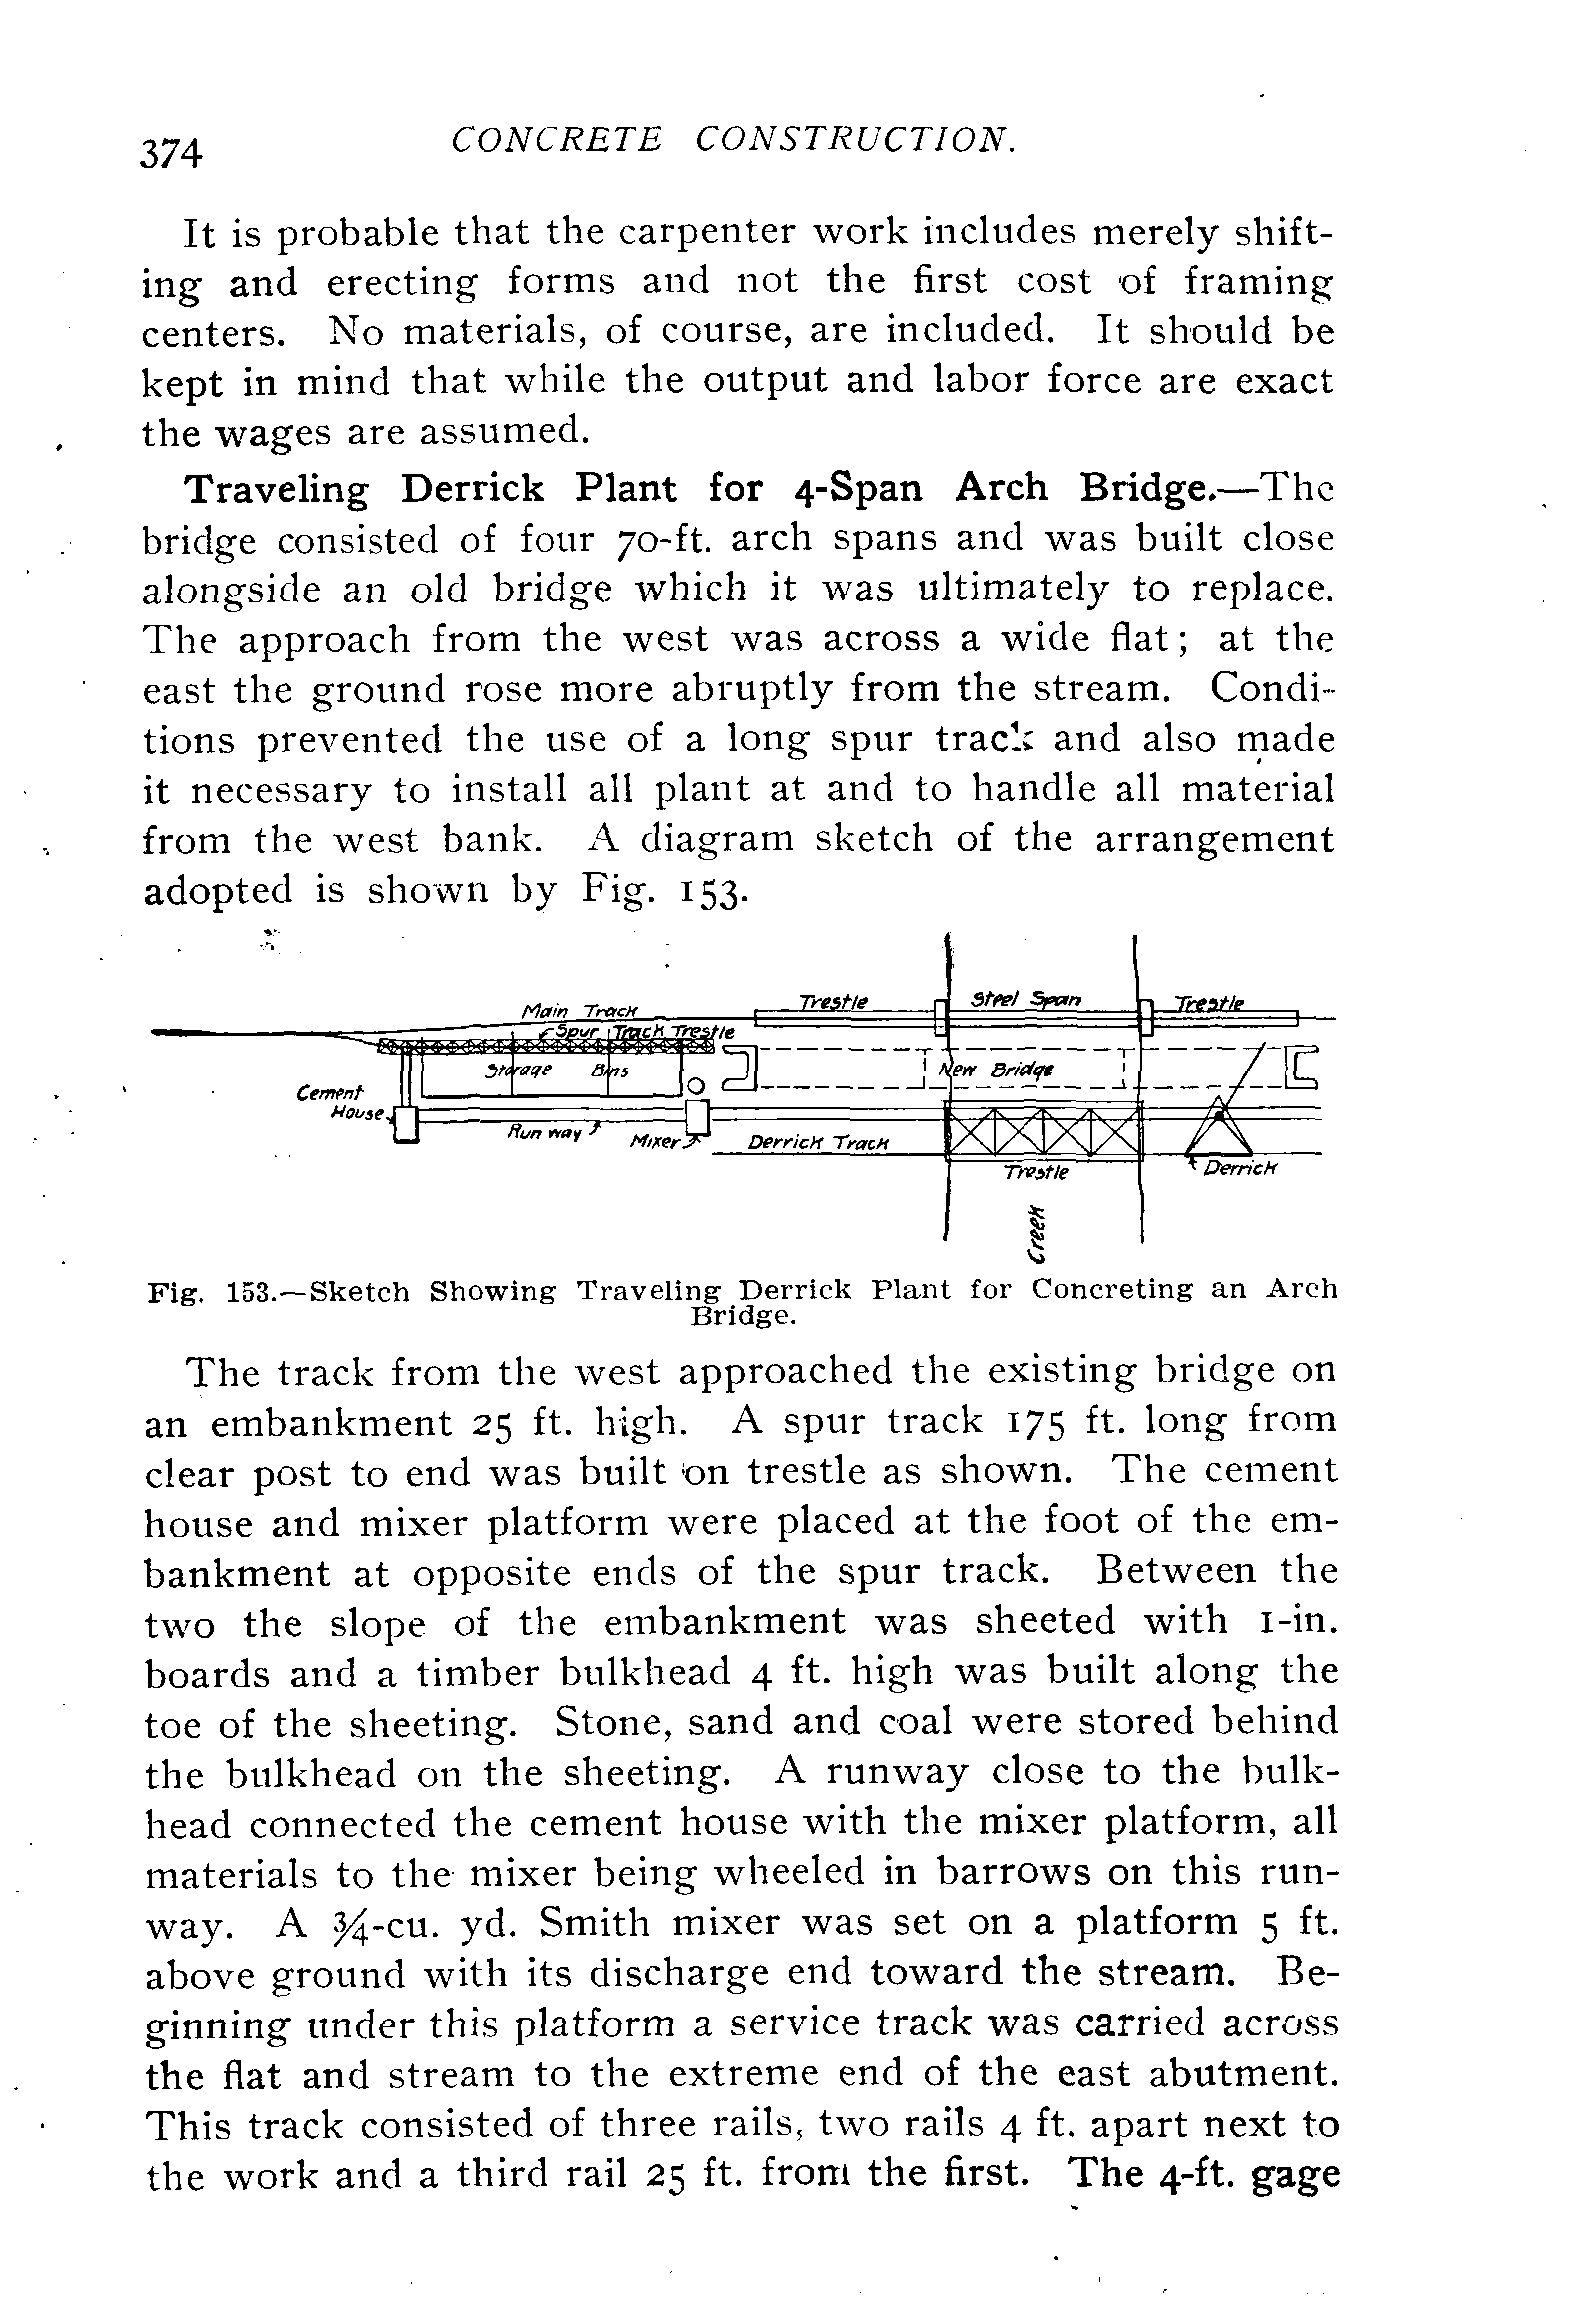 374
CONCRETE CONSTRUCTION.
It is probable that the carpenter work includes merely shift-
ing and erecting forms and not the first cost of framing
centers. No materials, of course, are included. It should be
kept in mind that while the output and labor force are exact
the wages are assumed.
Traveling Derrick Plant for 4-Span Arch Bridge.—The
bridge consisted of four 70-ft. arch spans and was built close
alongside an old bridge which it was ultimately to replace.
The approach from the west was across a wide flat; at the
east the ground rose more abruptly from the stream. Condi-
tions prevented the use of a long spur track and also made
it necessary to install all plant at and to handle all material
from the west bank. A diagram sketch of the arrangement
adopted is shown by Fig. 153.
Main Track
Trestle
Steel Span
Trestle
Spur Track Trestle
Storage Bins
New Bridge
Cement
House
Run way
Mixer
Derrick Track
Trestle
Derrick
Creek
Fig. 153.—Sketch Showing Traveling Derrick Plant for Concreting an Arch
Bridge.
The track from the west approached the existing bridge on
an embankment 25 ft. high. A spur track 175 ft. long from
clear post to end was built on trestle as shown. The cement
house and mixer platform were placed at the foot of the em-
bankment at opposite ends of the spur track. Between the
two the slope of the embankment was sheeted with 1-in.
boards and a timber bulkhead 4 ft. high was built along the
toe of the sheeting. Stone, sand and coal were stored behind
the bulkhead on the sheeting. A runway close to the bulk-
head connected the cement house with the mixer platform, all
materials to the mixer being wheeled in barrows on this run-
way. A ¾-cu. yd. Smith mixer was set on a platform 5 ft.
above ground with its discharge end toward the stream. Be-
ginning under this platform a service track was carried across
the flat and stream to the extreme end of the east abutment.
This track consisted of three rails, two rails 4 ft. apart next to
the work and a third rail 25 ft. from the first. The 4-ft. gage